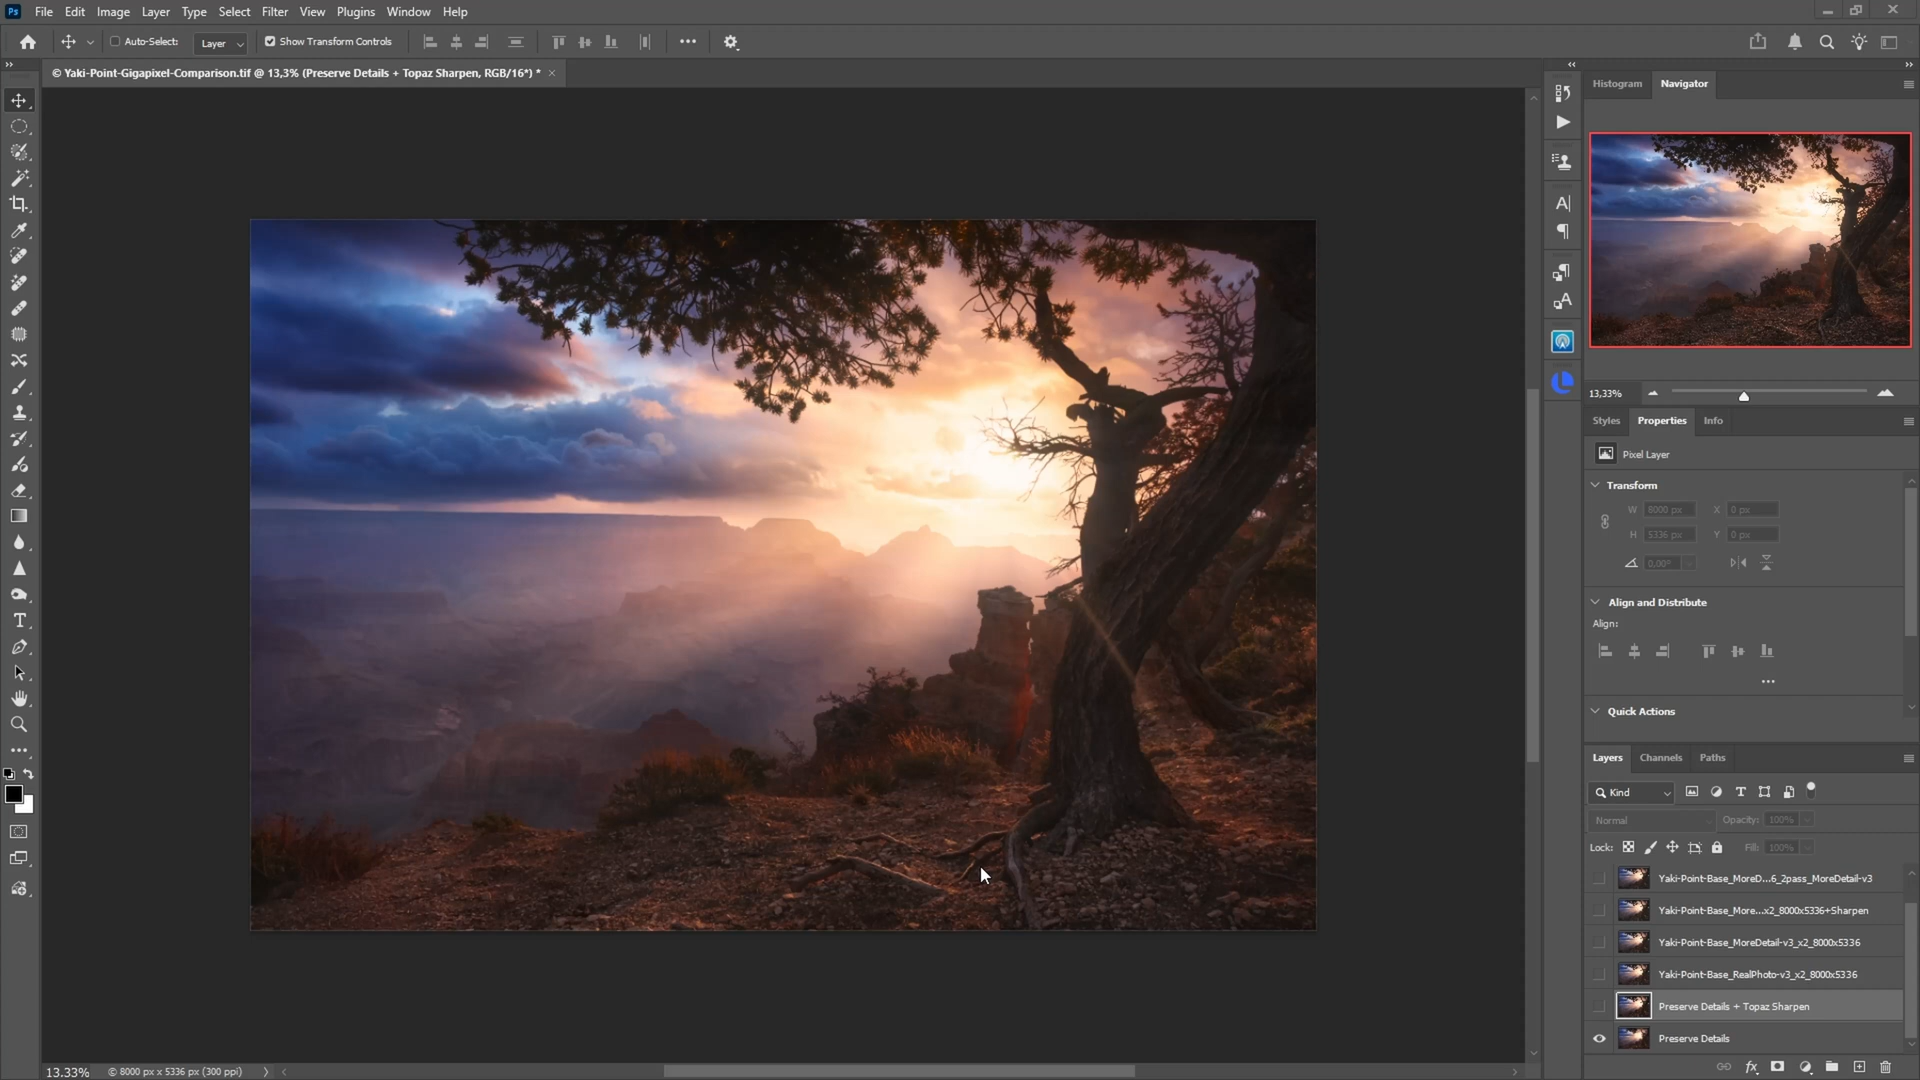 Ps File Edit Image Layer Type Select Filter View Plugins Window Help
Auto-Select: Layer Show Transform Controls
© Yaki-Point-Gigapixel-Comparison.tif @ 13,3% (Preserve Details + Topaz Sharpen, RGB/16*) *
Histogram Navigator
13,33%
Styles Properties Info
Pixel Layer
Transform
W 8000 px X 0 px
H 5336 px Y 0 px
0,00°
Align and Distribute
Align:
Quick Actions
Layers Channels Paths
Kind
Normal Opacity: 100%
Lock: Fill: 100%
Yaki-Point-Base_MoreD...6_2pass_MoreDetail-v3
Yaki-Point-Base_More...x2_8000x5336+Sharpen
Yaki-Point-Base_MoreDetail-v3_x2_8000x5336
Yaki-Point-Base_RealPhoto-v3_x2_8000x5336
Preserve Details + Topaz Sharpen
Preserve Details
13.33% © 8000 px x 5336 px (300 ppi)